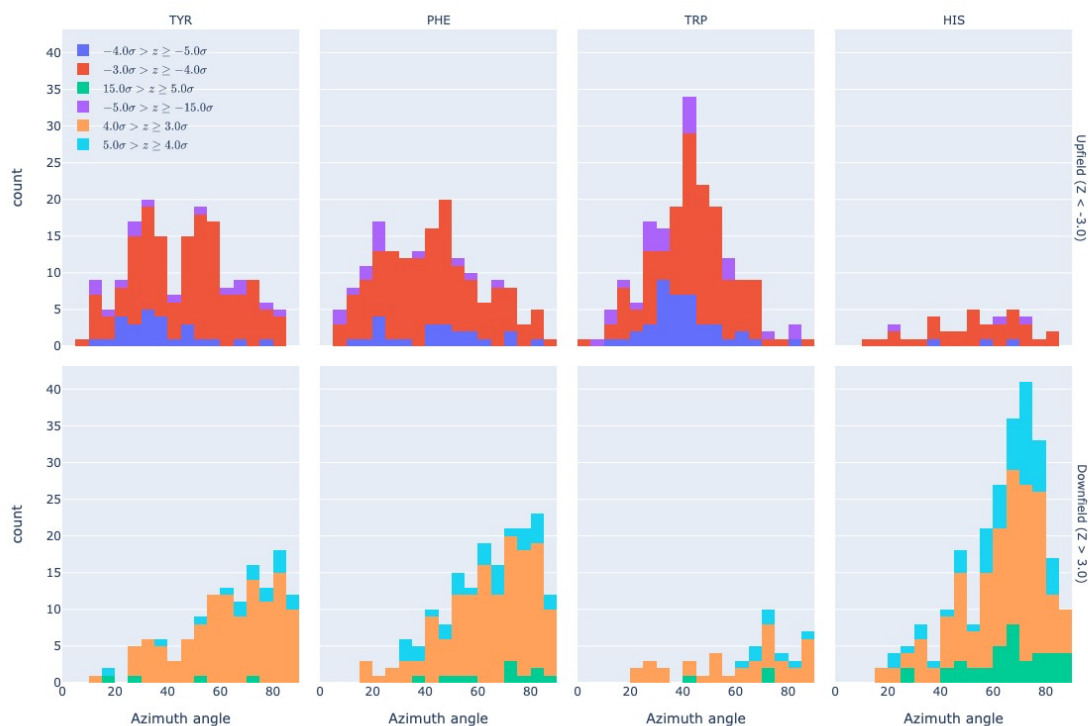 TYR PHE TRP HIS
40
35
30
25
20
15
10
5
0
count
−4.0σ > z ≥ −5.0σ
−3.0σ > z ≥ −4.0σ
15.0σ > z ≥ 5.0σ
−5.0σ > z ≥ −15.0σ
4.0σ > z ≥ 3.0σ
5.0σ > z ≥ 4.0σ
Upfield (Z < -3.0)
40
35
30
25
20
15
10
5
0
count
Downfield (Z > 3.0)
0 20 40 60 80 0 20 40 60 80 0 20 40 60 80 0 20 40 60 80
Azimuth angle Azimuth angle Azimuth angle Azimuth angle